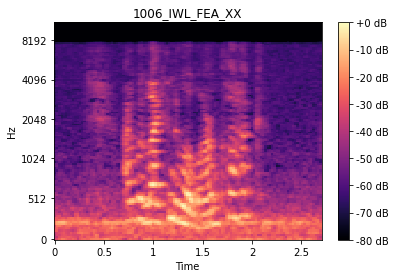 1006_IWL_FEA_XX
8192
4096
2048
1024
512
0
Hz
0
0.5
1
1.5
2
2.5
Time
+0 dB
-10 dB
-20 dB
-30 dB
-40 dB
-50 dB
-60 dB
-70 dB
-80 dB